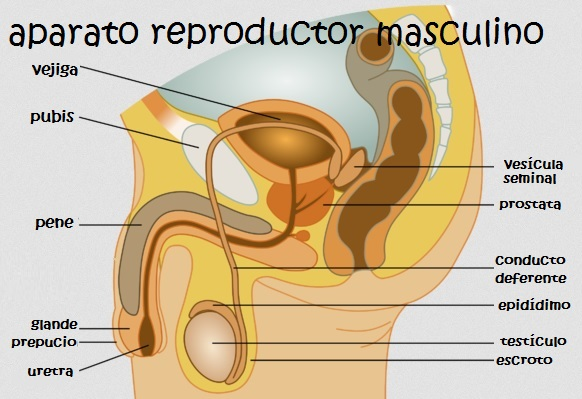 aparato reproductor masculino
vejiga
pubis
pene
glande
prepucio
uretra
vesícula
seminal
prostata
conducto
deferente
epidídimo
testículo
escroto